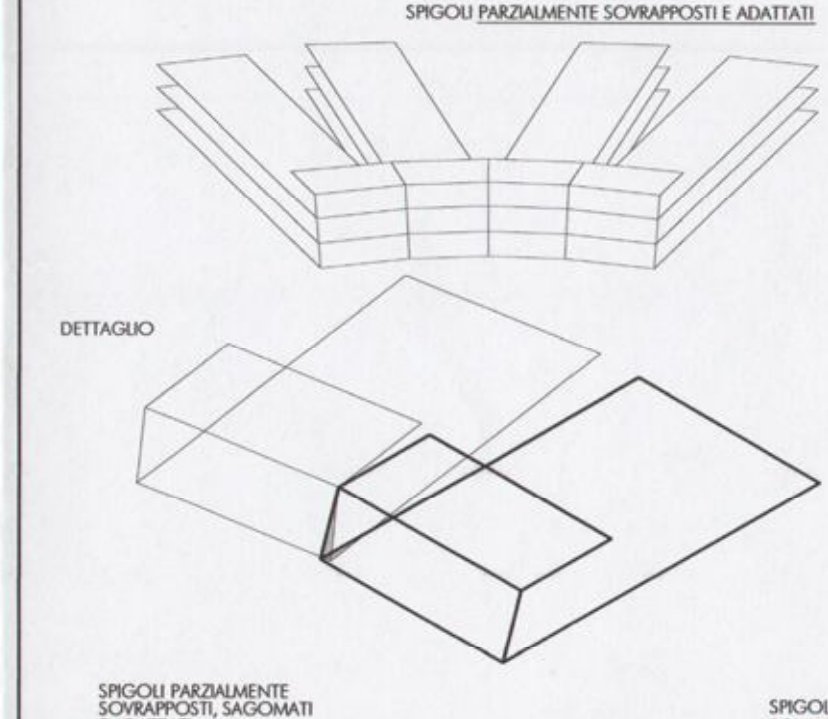 SPIGOLI PARZIALMENTE SOVRAPPOSTI E ADATTATI
DETTAGLIO
SPIGOLI PARZIALMENTE
SOVRAPPOSTI, SAGOMATI
SPIGOL